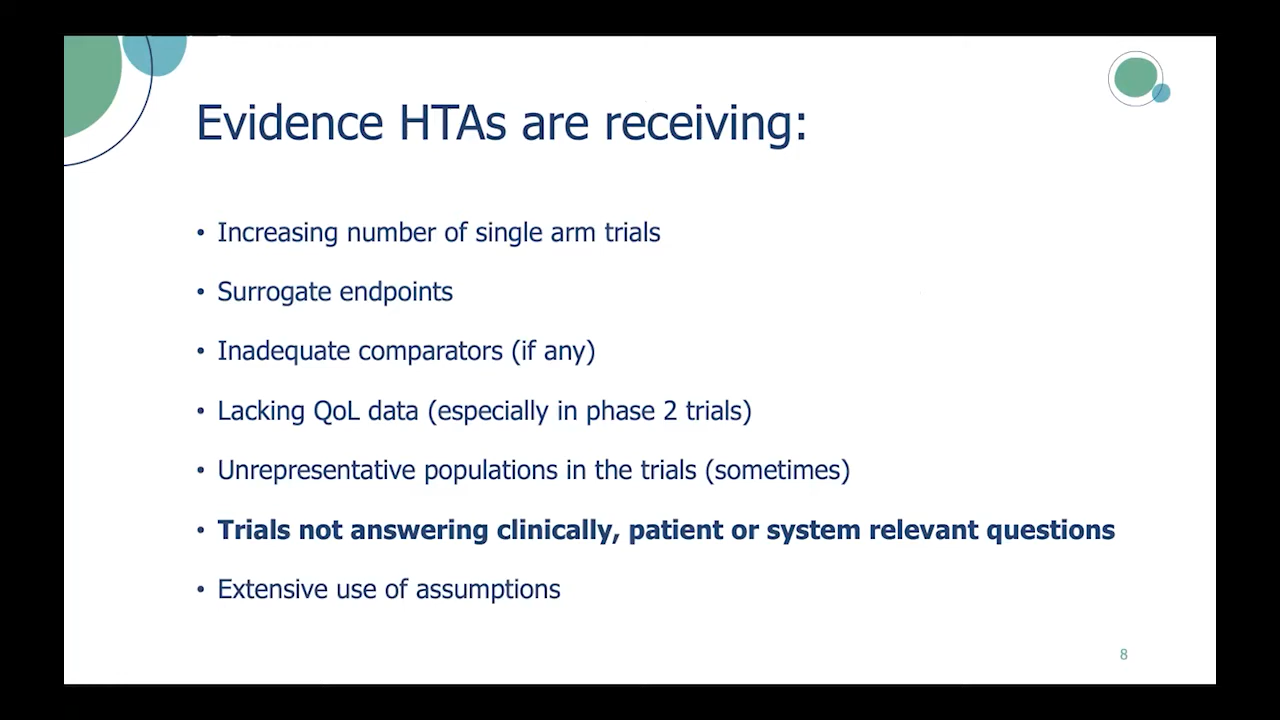 Evidence HTAs are receiving:
• Increasing number of single arm trials
• Surrogate endpoints
• Inadequate comparators (if any)
• Lacking QoL data (especially in phase 2 trials)
• Unrepresentative populations in the trials (sometimes)
• Trials not answering clinically, patient or system relevant questions
• Extensive use of assumptions
8